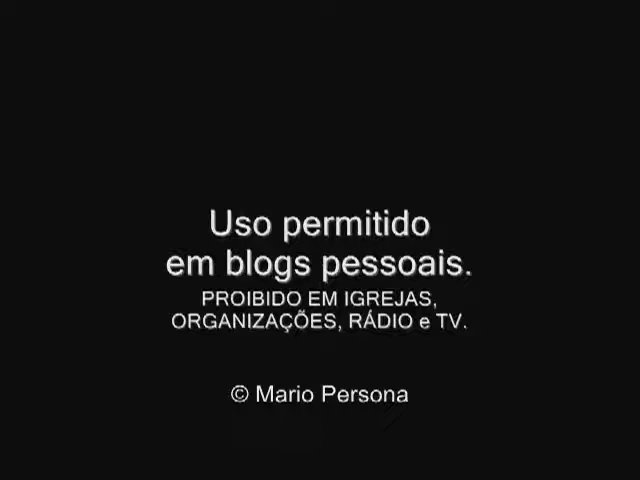 Uso permitido
em blogs pessoais.
PROIBIDO EM IGREJAS,
ORGANIZAÇÕES, RÁDIO e TV.
© Mario Persona